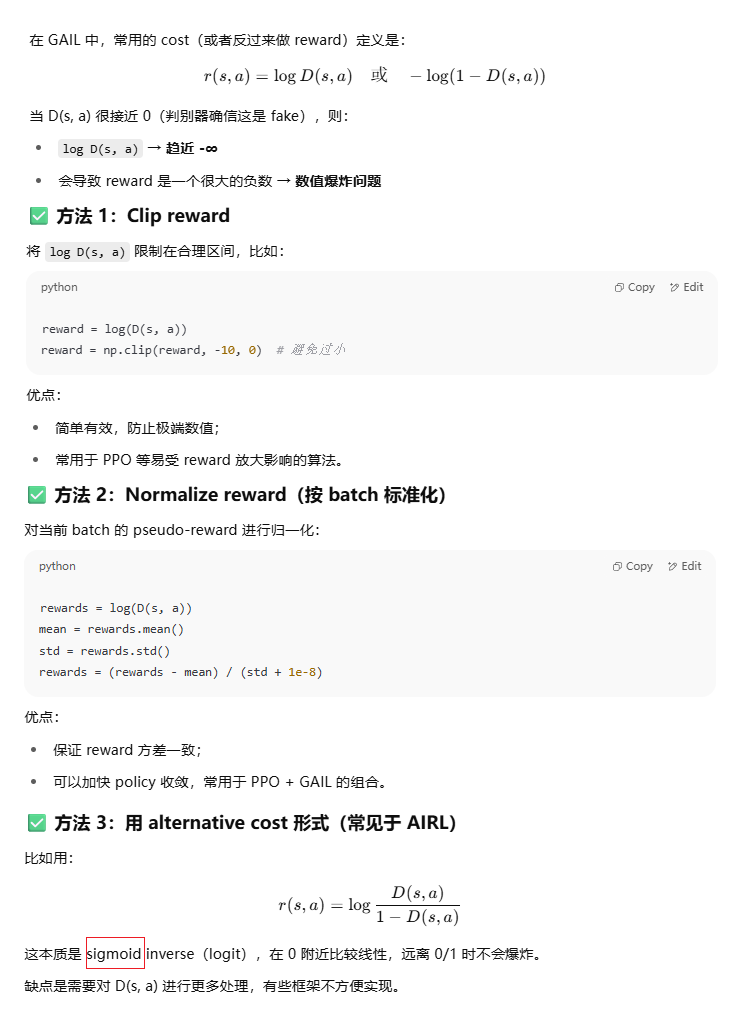 在 GAIL 中，常用的 cost（或者反过来做 reward）定义是：
r(s, a) = log D(s, a) 或 − log(1 − D(s, a))
当 D(s, a) 很接近 0（判别器确信这是 fake），则：
• log D(s, a) → 趋近 -∞
• 会导致 reward 是一个很大的负数 → 数值爆炸问题
✅ 方法 1：Clip reward
将 log D(s, a) 限制在合理区间，比如：
python Copy Edit
reward = log(D(s, a))
reward = np.clip(reward, -10, 0)  # 避免过小
优点：
• 简单有效，防止极端数值；
• 常用于 PPO 等易受 reward 放大影响的算法。
✅ 方法 2：Normalize reward（按 batch 标准化）
对当前 batch 的 pseudo-reward 进行归一化：
python Copy Edit
rewards = log(D(s, a))
mean = rewards.mean()
std = rewards.std()
rewards = (rewards - mean) / (std + 1e-8)
优点：
• 保证 reward 方差一致；
• 可以加快 policy 收敛，常用于 PPO + GAIL 的组合。
✅ 方法 3：用 alternative cost 形式（常见于 AIRL）
比如用：
r(s, a) = log D(s, a) / 1 − D(s, a)
这本质是 sigmoid inverse（logit），在 0 附近比较线性，远离 0/1 时不会爆炸。
缺点是需要对 D(s, a) 进行更多处理，有些框架不方便实现。